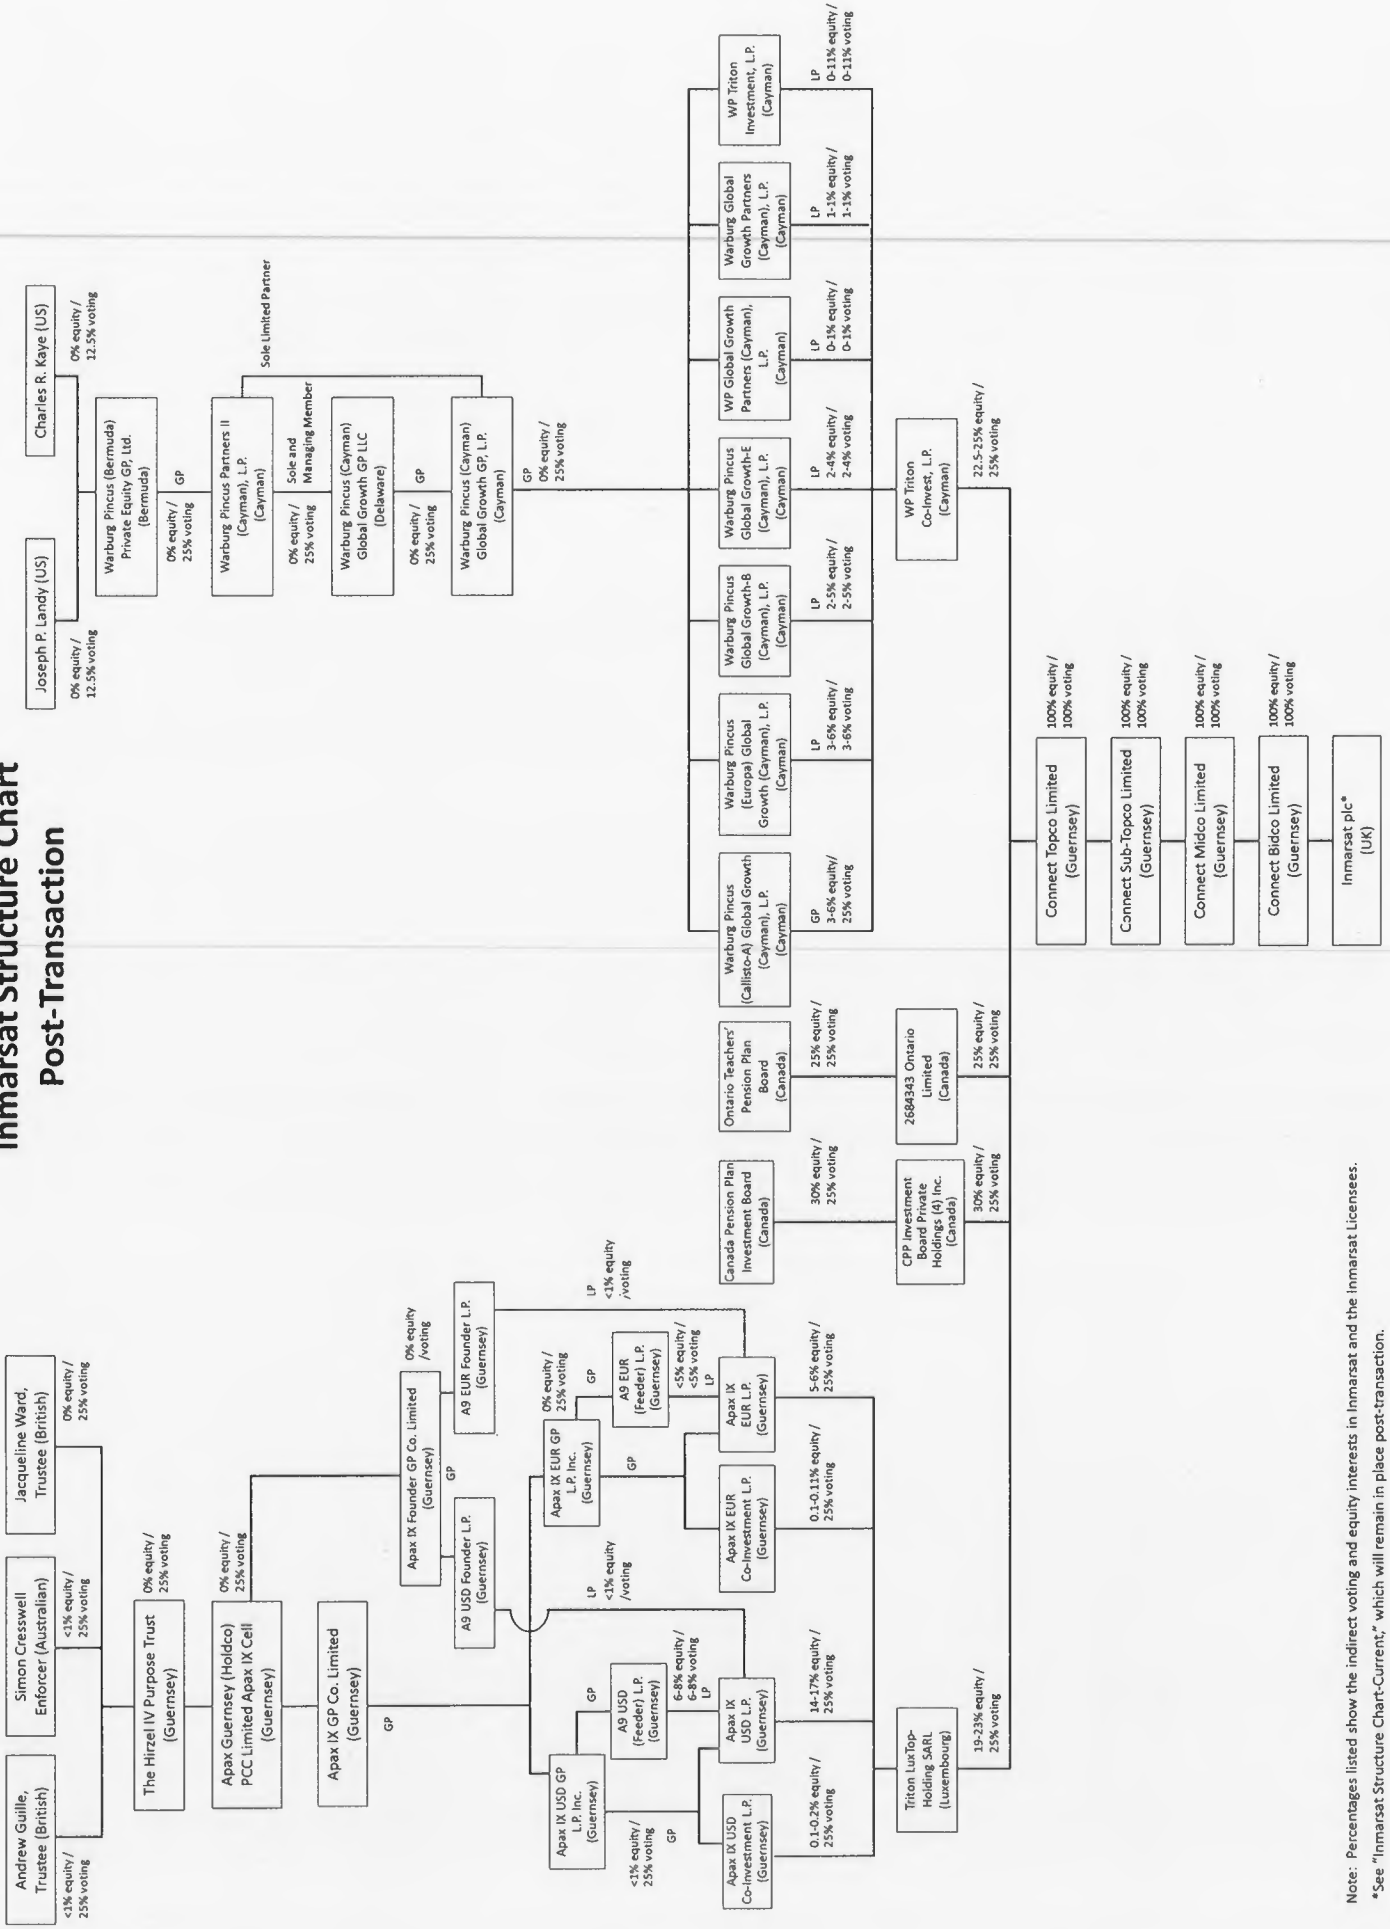 Inmarsat Structure Chart
Post-Transaction
Andrew Guille,
Trustee (British)
<1% equity /
25% voting
Simon Cresswell
Enforcer (Australian)
<1% equity /
25% voting
Jacqueline Ward,
Trustee (British)
0% equity /
25% voting
The Hirzel IV Purpose Trust
(Guernsey)
0% equity /
25% voting
Apax Guernsey (Holdco)
PCC Limited Apax IX Cell
(Guernsey)
0% equity /
25% voting
Apax IX GP Co. Limited
(Guernsey)
GP
Apax IX Founder GP Co. Limited
(Guernsey)
0% equity
/voting
GP
A9 USD Founder L.P.
(Guernsey)
A9 EUR Founder L.P.
(Guernsey)
Apax IX USD GP
L.P. Inc.
(Guernsey)
<1% equity /
25% voting
GP
GP
A9 USD
(Feeder) L.P.
(Guernsey)
6-8% equity /
6-8% voting
LP
LP
<1% equity
/voting
Apax IX EUR GP
L.P. Inc.
(Guernsey)
0% equity /
25% voting
GP
GP
A9 EUR
(Feeder) L.P.
(Guernsey)
<5% equity /
<5% voting
LP
LP
<1% equity
/voting
Apax IX USD
Co-Investment L.P.
(Guernsey)
0.1-0.2% equity /
25% voting
Apax IX
USD L.P.
(Guernsey)
14-17% equity /
25% voting
Apax IX EUR
Co-Investment L.P.
(Guernsey)
0.1-0.11% equity /
25% voting
Apax IX
EUR L.P.
(Guernsey)
5-6% equity /
25% voting
Triton LuxTop-
Holding SARL
(Luxembourg)
19-23% equity /
25% voting
Canada Pension Plan
Investment Board
(Canada)
30% equity /
25% voting
CPP Investment
Board Private
Holdings (4) Inc.
(Canada)
30% equity /
25% voting
Ontario Teachers'
Pension Plan
Board
(Canada)
25% equity /
25% voting
2684343 Ontario
Limited
(Canada)
25% equity /
25% voting
Joseph P. Landy (US)
0% equity /
12.5% voting
Charles R. Kaye (US)
0% equity /
12.5% voting
Warburg Pincus (Bermuda)
Private Equity GP, Ltd.
(Bermuda)
0% equity /
25% voting
GP
Warburg Pincus Partners II
(Cayman), L.P.
(Cayman)
Sole Limited Partner
0% equity /
25% voting
Sole and
Managing Member
Warburg Pincus (Cayman)
Global Growth GP LLC
(Delaware)
0% equity /
25% voting
GP
Warburg Pincus (Cayman)
Global Growth GP, L.P.
(Cayman)
GP
0% equity /
25% voting
Warburg Pincus
(Callisto-A) Global Growth
(Cayman), L.P.
(Cayman)
GP
3-6% equity/
25% voting
Warburg Pincus
(Europa) Global
Growth (Cayman), L.P.
(Cayman)
LP
3-6% equity /
3-6% voting
Warburg Pincus
Global Growth-B
(Cayman), L.P.
(Cayman)
LP
2-5% equity /
2-5% voting
Warburg Pincus
Global Growth-E
(Cayman), L.P.
(Cayman)
LP
2-4% equity /
2-4% voting
WP Global Growth
Partners (Cayman),
L.P.
(Cayman)
LP
0-1% equity /
0-1% voting
Warburg Global
Growth Partners
(Cayman), L.P.
(Cayman)
LP
1-1% equity /
1-1% voting
WP Triton
Investment, L.P.
(Cayman)
LP
0-11% equity /
0-11% voting
WP Triton
Co-Invest, L.P.
(Cayman)
22.5-25% equity /
25% voting
Connect Topco Limited
(Guernsey)
100% equity /
100% voting
Connect Sub-Topco Limited
(Guernsey)
100% equity /
100% voting
Connect Midco Limited
(Guernsey)
100% equity /
100% voting
Connect Bidco Limited
(Guernsey)
100% equity /
100% voting
Inmarsat plc*
(UK)
Note: Percentages listed show the indirect voting and equity interests in Inmarsat and the Inmarsat Licensees.
*See "Inmarsat Structure Chart-Current," which will remain in place post-transaction.